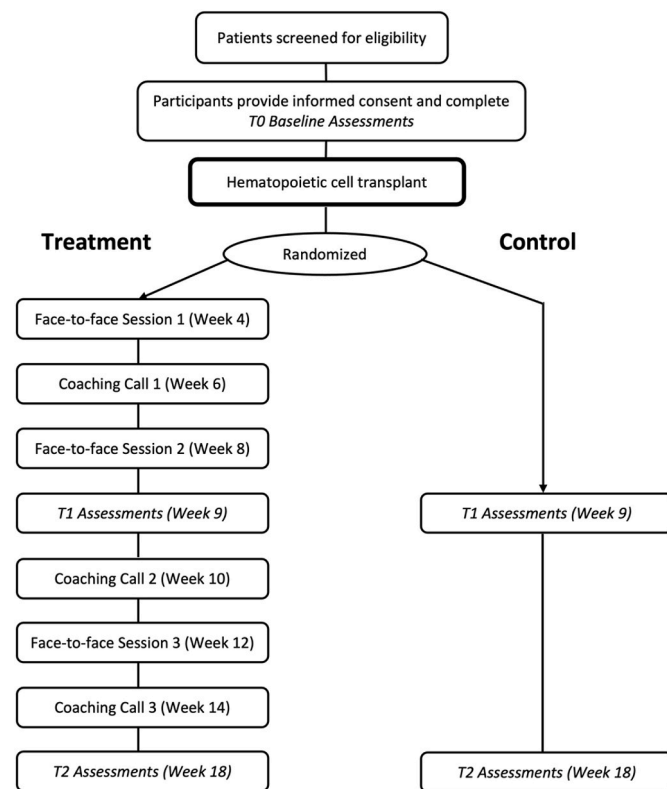 Patients screened for eligibility
Participants provide informed consent and complete
T0 Baseline Assessments
Hematopoietic cell transplant
Treatment
Control
Randomized
Face-to-face Session 1 (Week 4)
Coaching Call 1 (Week 6)
Face-to-face Session 2 (Week 8)
T1 Assessments (Week 9)
T1 Assessments (Week 9)
Coaching Call 2 (Week 10)
Face-to-face Session 3 (Week 12)
Coaching Call 3 (Week 14)
T2 Assessments (Week 18)
T2 Assessments (Week 18)